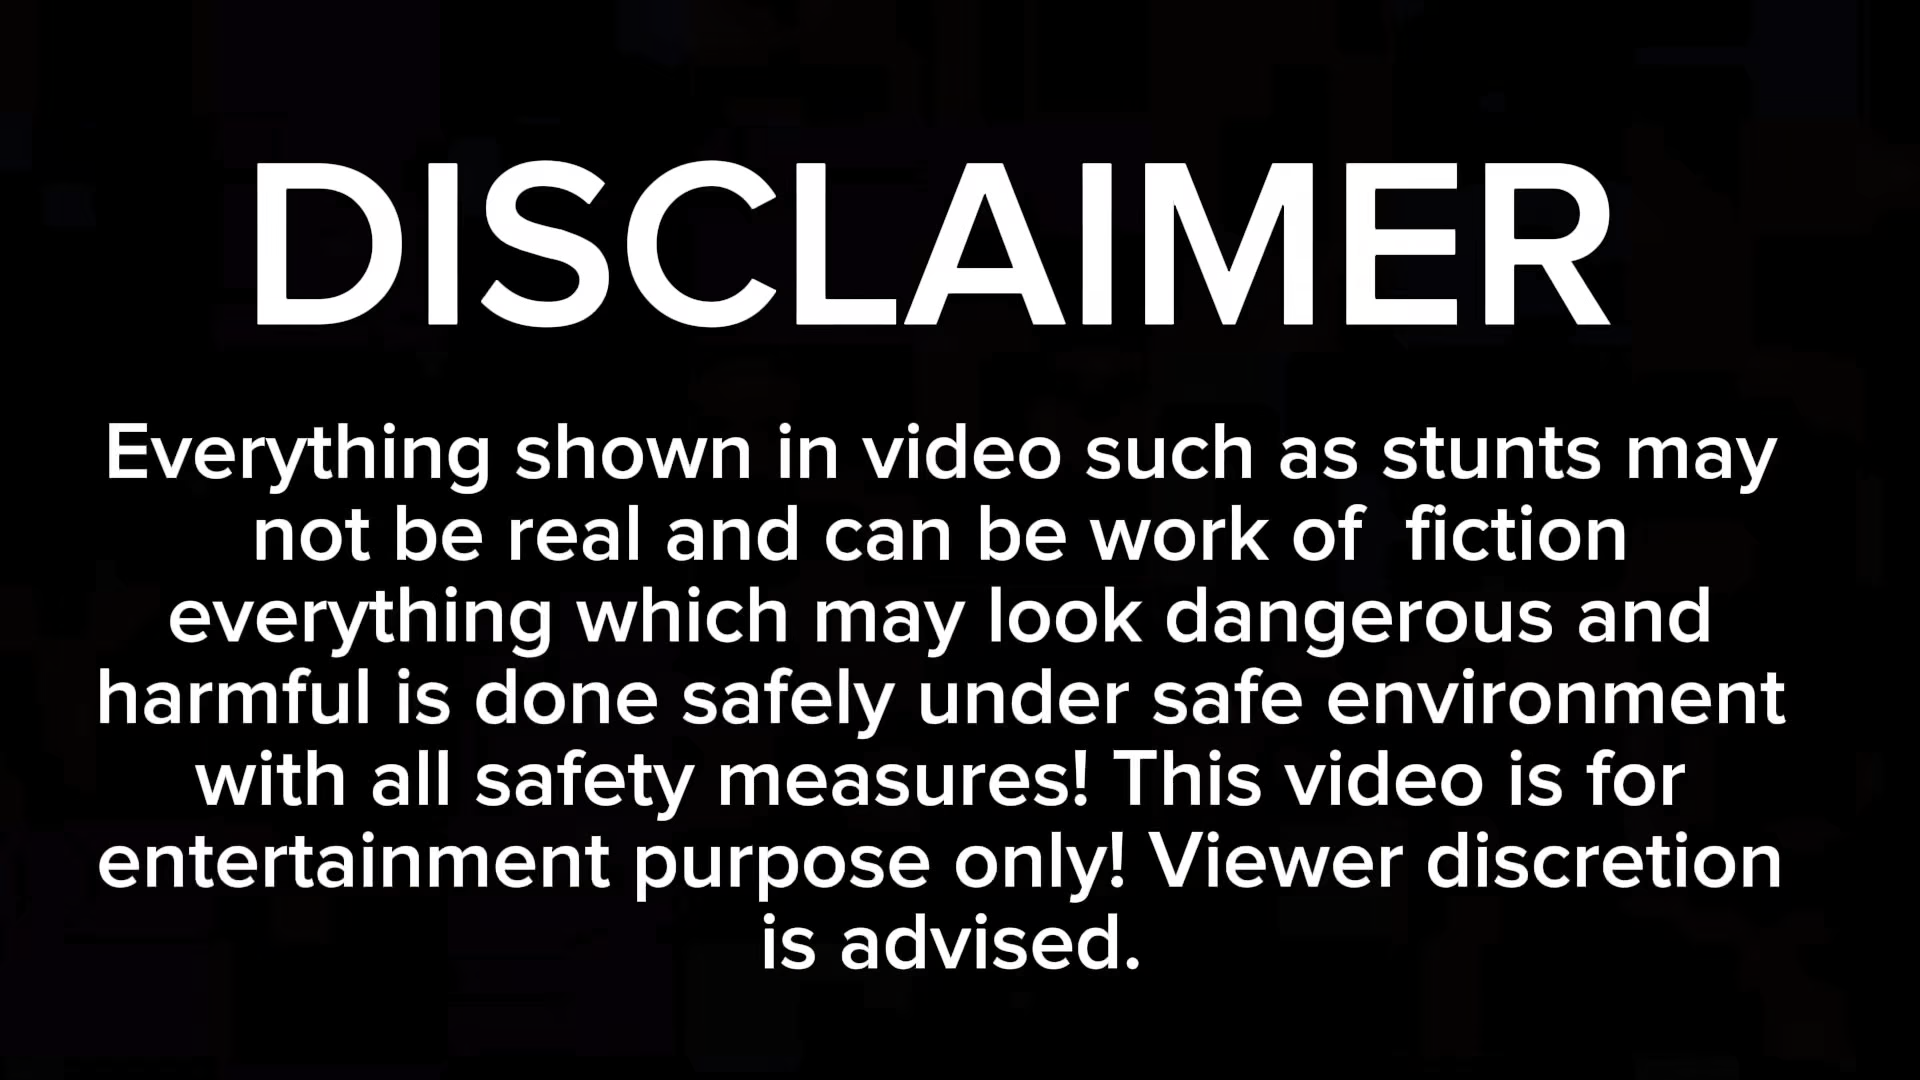 DISCLAIMER
Everything shown in video such as stunts may
not be real and can be work of  fiction
everything which may look dangerous and
harmful is done safely under safe environment
with all safety measures! This video is for
entertainment purpose only! Viewer discretion
is advised.